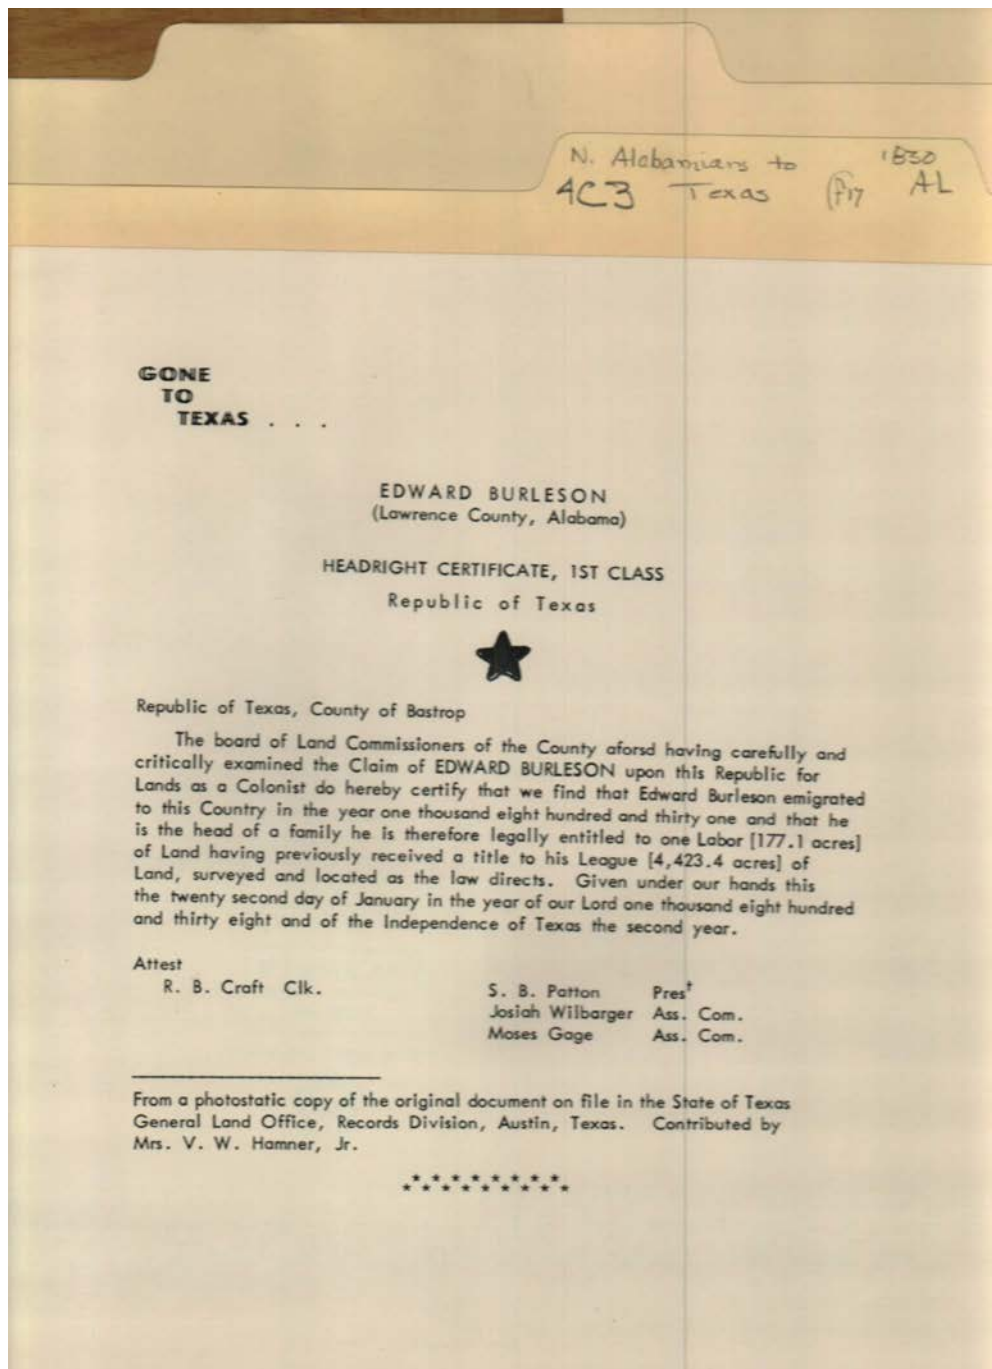 N. Alabamians to 1830
4C3 Texas (F17 AL
GONE
TO
TEXAS . . .
EDWARD BURLESON
(Lawrence County, Alabama)
HEADRIGHT CERTIFICATE, 1ST CLASS
Republic of Texas
Republic of Texas, County of Bastrop
The board of Land Commissioners of the County aforsd having carefully and
critically examined the Claim of EDWARD BURLESON upon this Republic for
Lands as a Colonist do hereby certify that we find that Edward Burleson emigrated
to this Country in the year one thousand eight hundred and thirty one and that he
is the head of a family he is therefore legally entitled to one Labor [177.1 acres]
of Land having previously received a title to his League [4,423.4 acres] of
Land, surveyed and located as the law directs. Given under our hands this
the twenty second day of January in the year of our Lord one thousand eight hundred
and thirty eight and of the Independence of Texas the second year.
Attest
R. B. Craft Clk.
S. B. Patton Pres^t
Josiah Wilbarger Ass. Com.
Moses Gage Ass. Com.
From a photostatic copy of the original document on file in the State of Texas
General Land Office, Records Division, Austin, Texas. Contributed by
Mrs. V. W. Hamner, Jr.